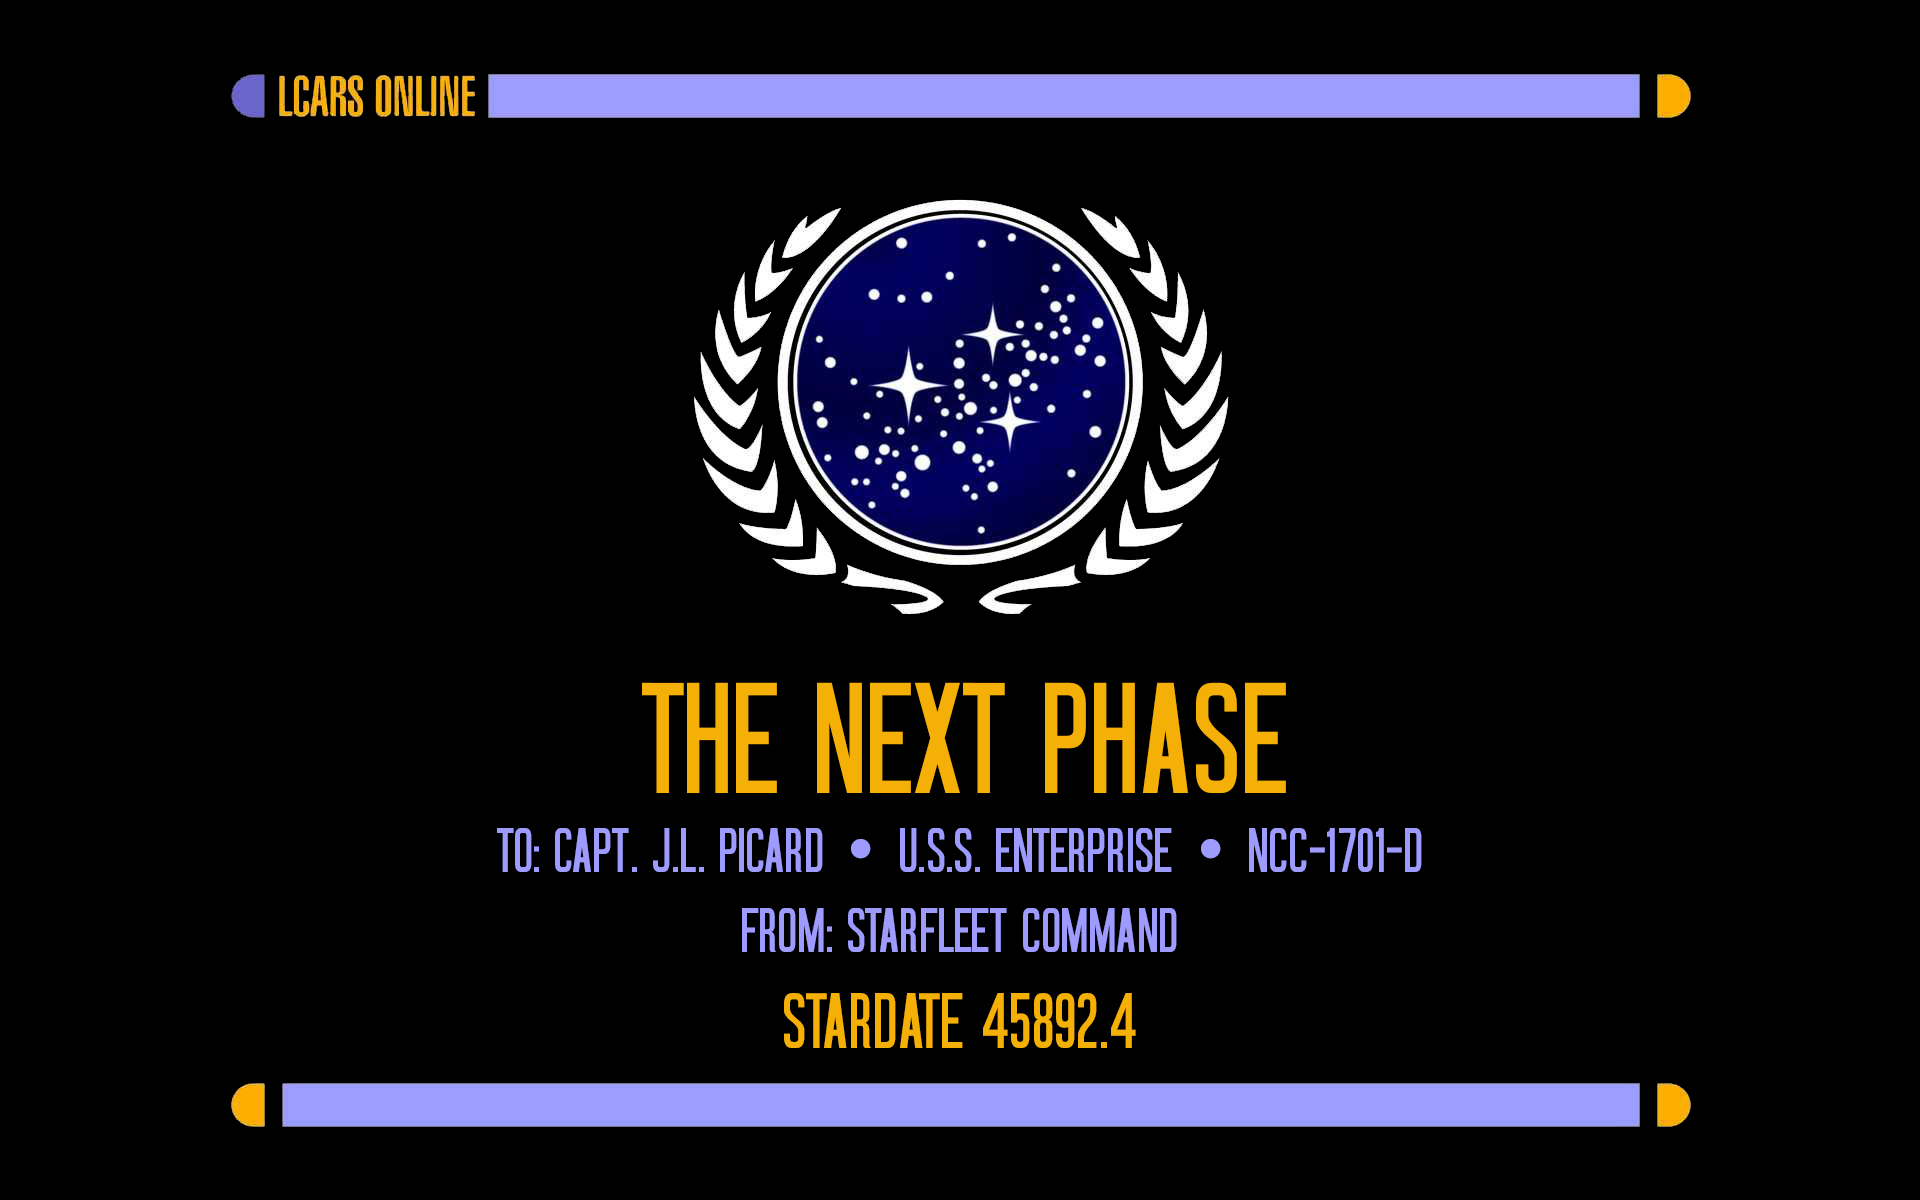 LCARS ONLINE
THE NEXT PHASE
TO: CAPT. J.L. PICARD • U.S.S. ENTERPRISE • NCC-1701-D
FROM: STARFLEET COMMAND
STARDATE 45892.4